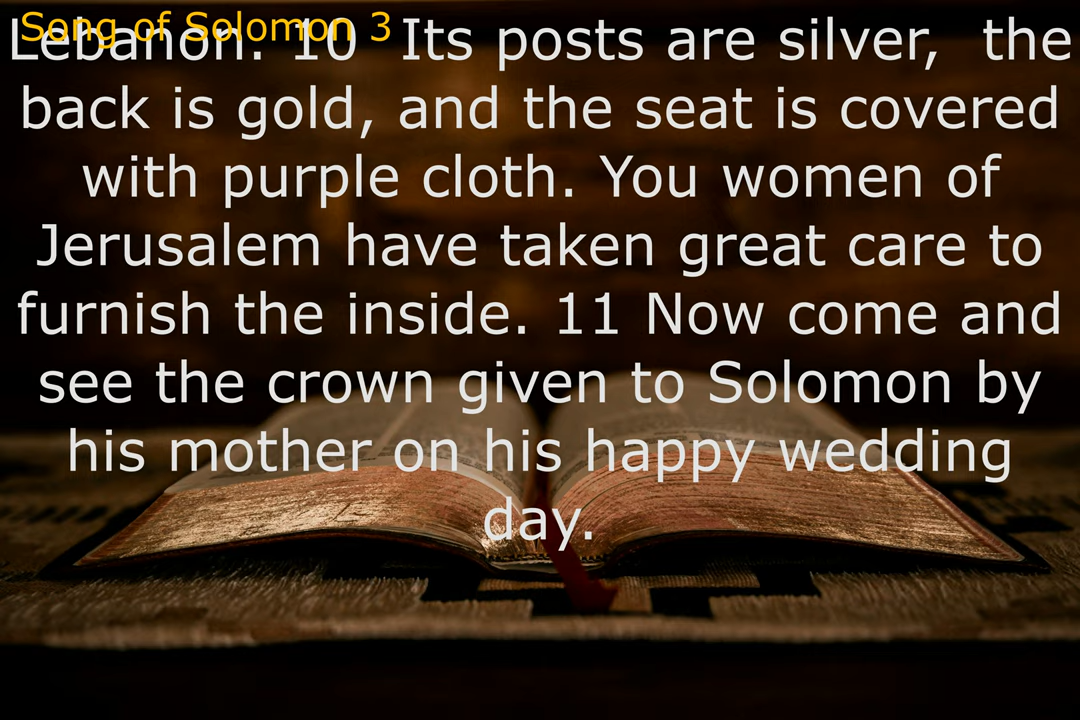 Song of Solomon 3
Lebanon. 10  Its posts are silver,  the
back is gold, and the seat is covered
with purple cloth. You women of
Jerusalem have taken great care to
furnish the inside. 11 Now come and
see the crown given to Solomon by
his mother on his happy wedding
day.